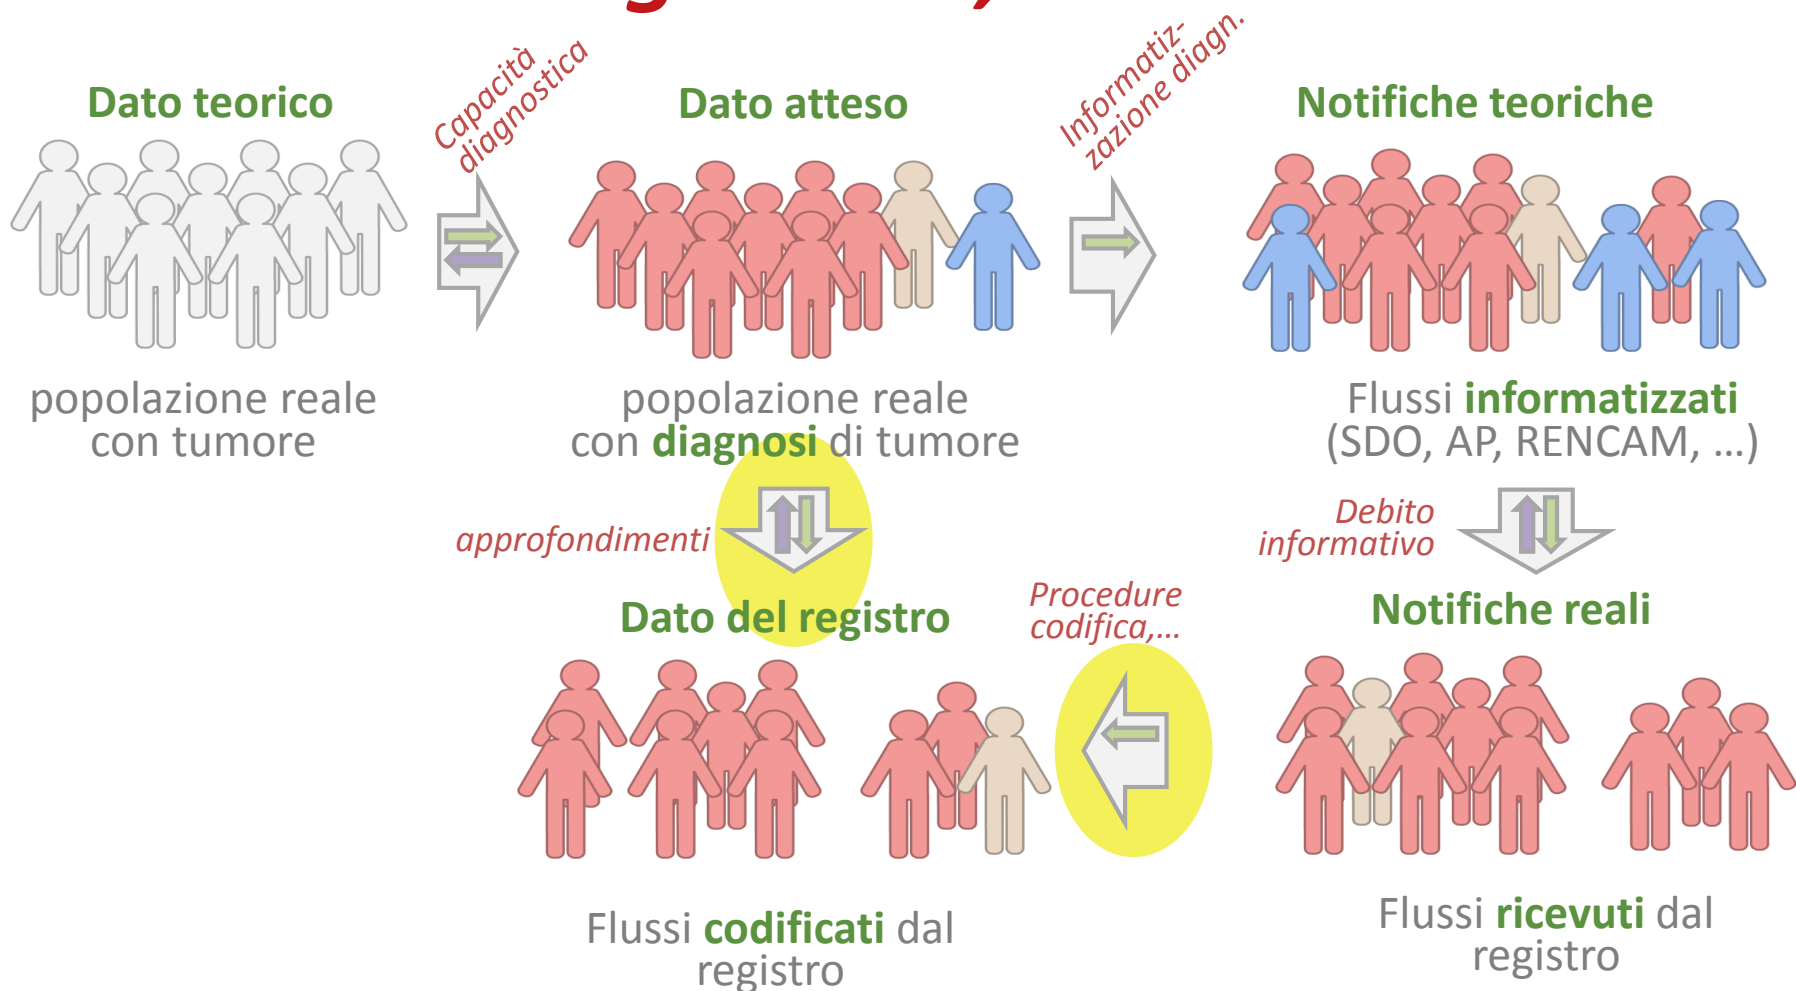 Capacità
diagnostica
Informatiz-
zazione diagn.
Dato teorico
Dato atteso
Notifiche teoriche
popolazione reale
con tumore
popolazione reale
con diagnosi di tumore
Flussi informatizzati
(SDO, AP, RENCAM, ...)
approfondimenti
Debito
informativo
Procedure
codifica,...
Dato del registro
Notifiche reali
Flussi codificati dal
registro
Flussi ricevuti dal
registro